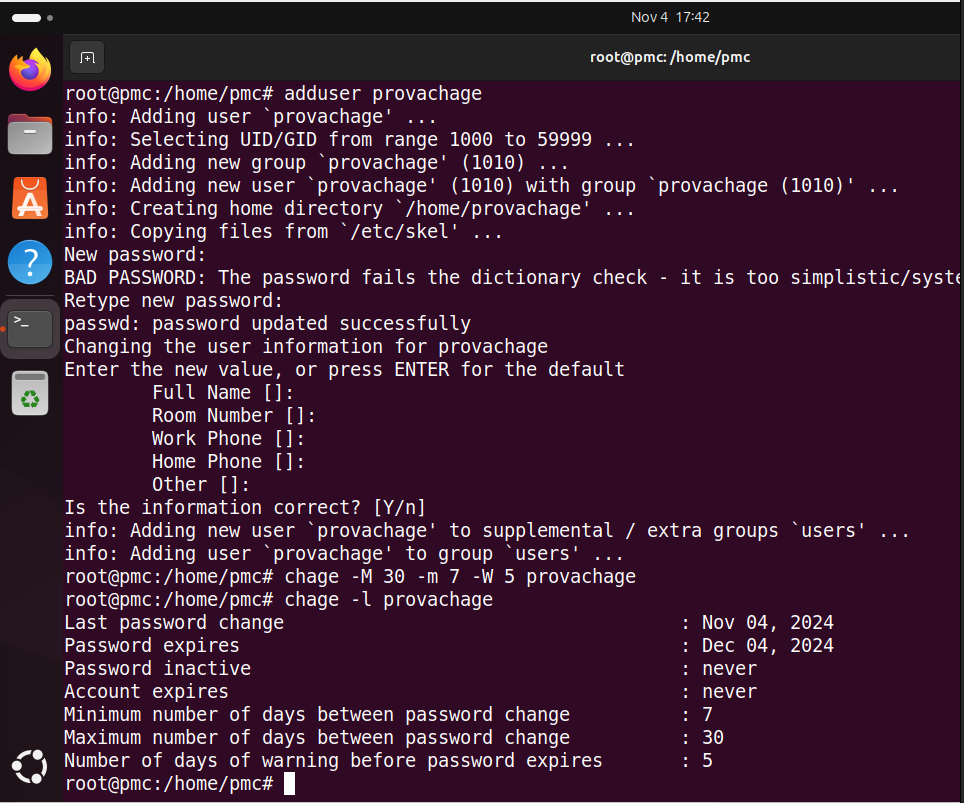 Nov 4 17:42
root@pmc: /home/pmc
root@pmc:/home/pmc# adduser provachage
info: Adding user `provachage' ...
info: Selecting UID/GID from range 1000 to 59999 ...
info: Adding new group `provachage' (1010) ...
info: Adding new user `provachage' (1010) with group `provachage (1010)' ...
info: Creating home directory `/home/provachage' ...
info: Copying files from `/etc/skel' ...
New password:
BAD PASSWORD: The password fails the dictionary check - it is too simplistic/syste
Retype new password:
passwd: password updated successfully
Changing the user information for provachage
Enter the new value, or press ENTER for the default
Full Name []:
Room Number []:
Work Phone []:
Home Phone []:
Other []:
Is the information correct? [Y/n]
info: Adding new user `provachage' to supplemental / extra groups `users' ...
info: Adding user `provachage' to group `users' ...
root@pmc:/home/pmc# chage -M 30 -m 7 -W 5 provachage
root@pmc:/home/pmc# chage -l provachage
Last password change : Nov 04, 2024
Password expires : Dec 04, 2024
Password inactive : never
Account expires : never
Minimum number of days between password change : 7
Maximum number of days between password change : 30
Number of days of warning before password expires : 5
root@pmc:/home/pmc#